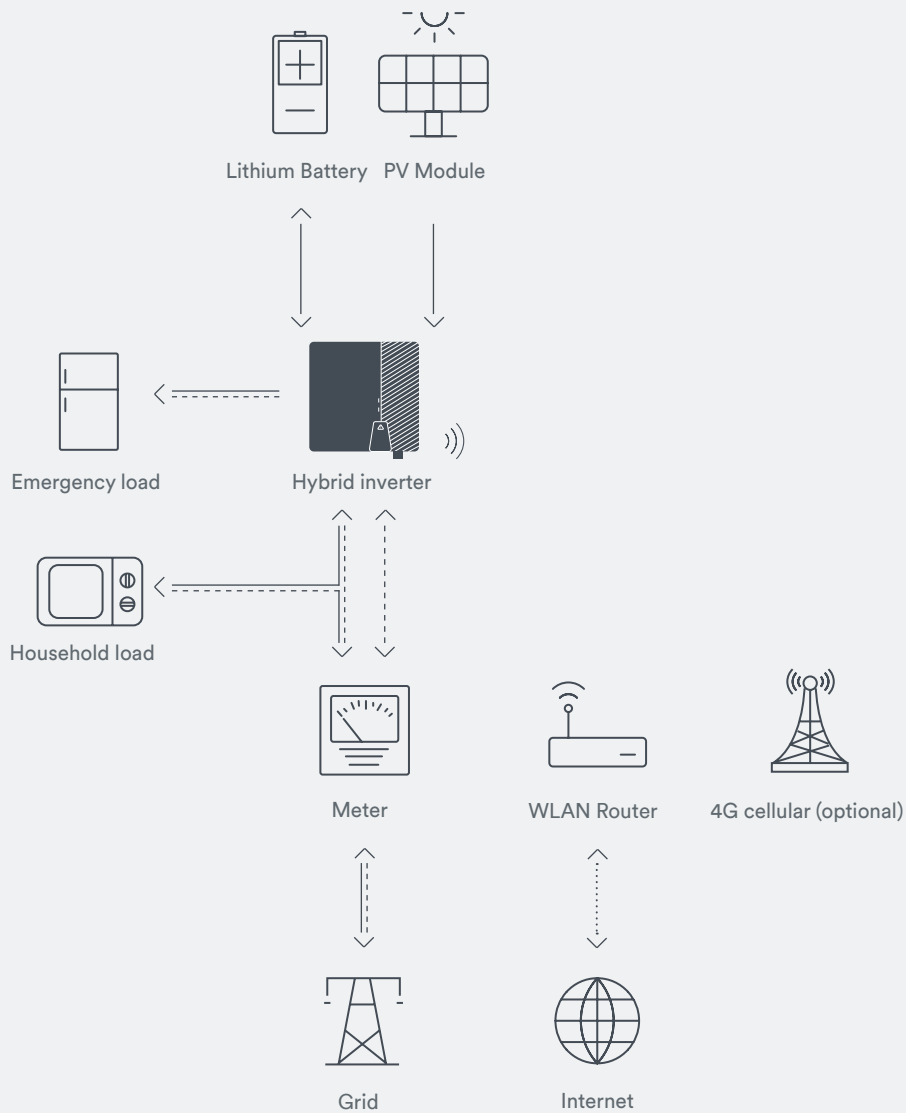 Lithium Battery
PV Module
Emergency load
Hybrid inverter
Household load
Meter
WLAN Router
4G cellular (optional)
Grid
Internet